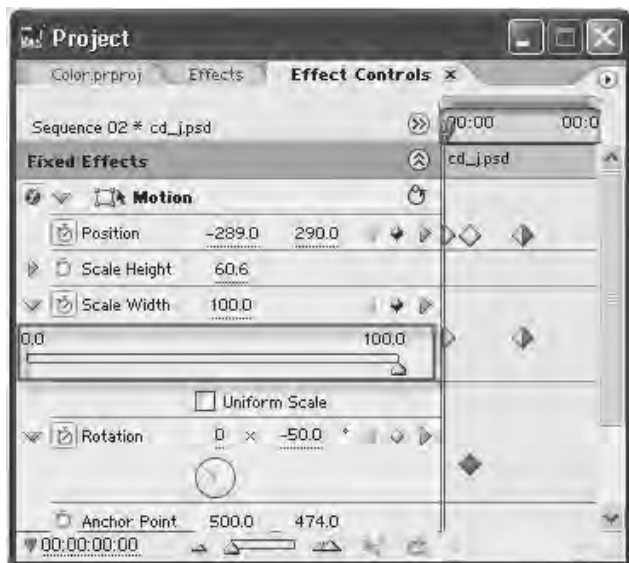 Project
Color.prproj Effects Effect Controls x
Sequence 02 * cd_j.psd 00:00 00:0
Fixed Effects cd_j.psd
Motion
Position -289.0 290.0
Scale Height 60.6
Scale Width 100.0
0.0 100.0
Uniform Scale
Rotation 0 x -50.0 °
Anchor Point 500.0 474.0
00:00:00:00